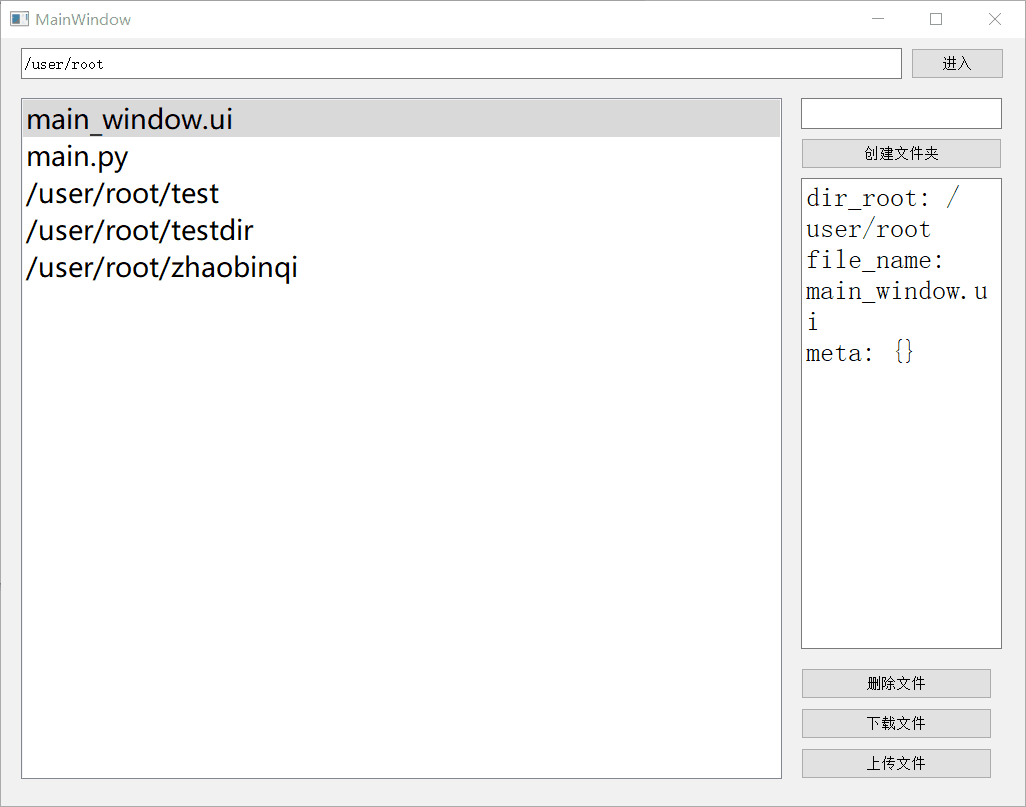 MainWindow
/user/root
进入
main_window.ui
main.py
/user/root/test
/user/root/testdir
/user/root/zhaobinqi
创建文件夹
dir_root: /
user/root
file_name:
main_window.u
i
meta: {}
删除文件
下载文件
上传文件